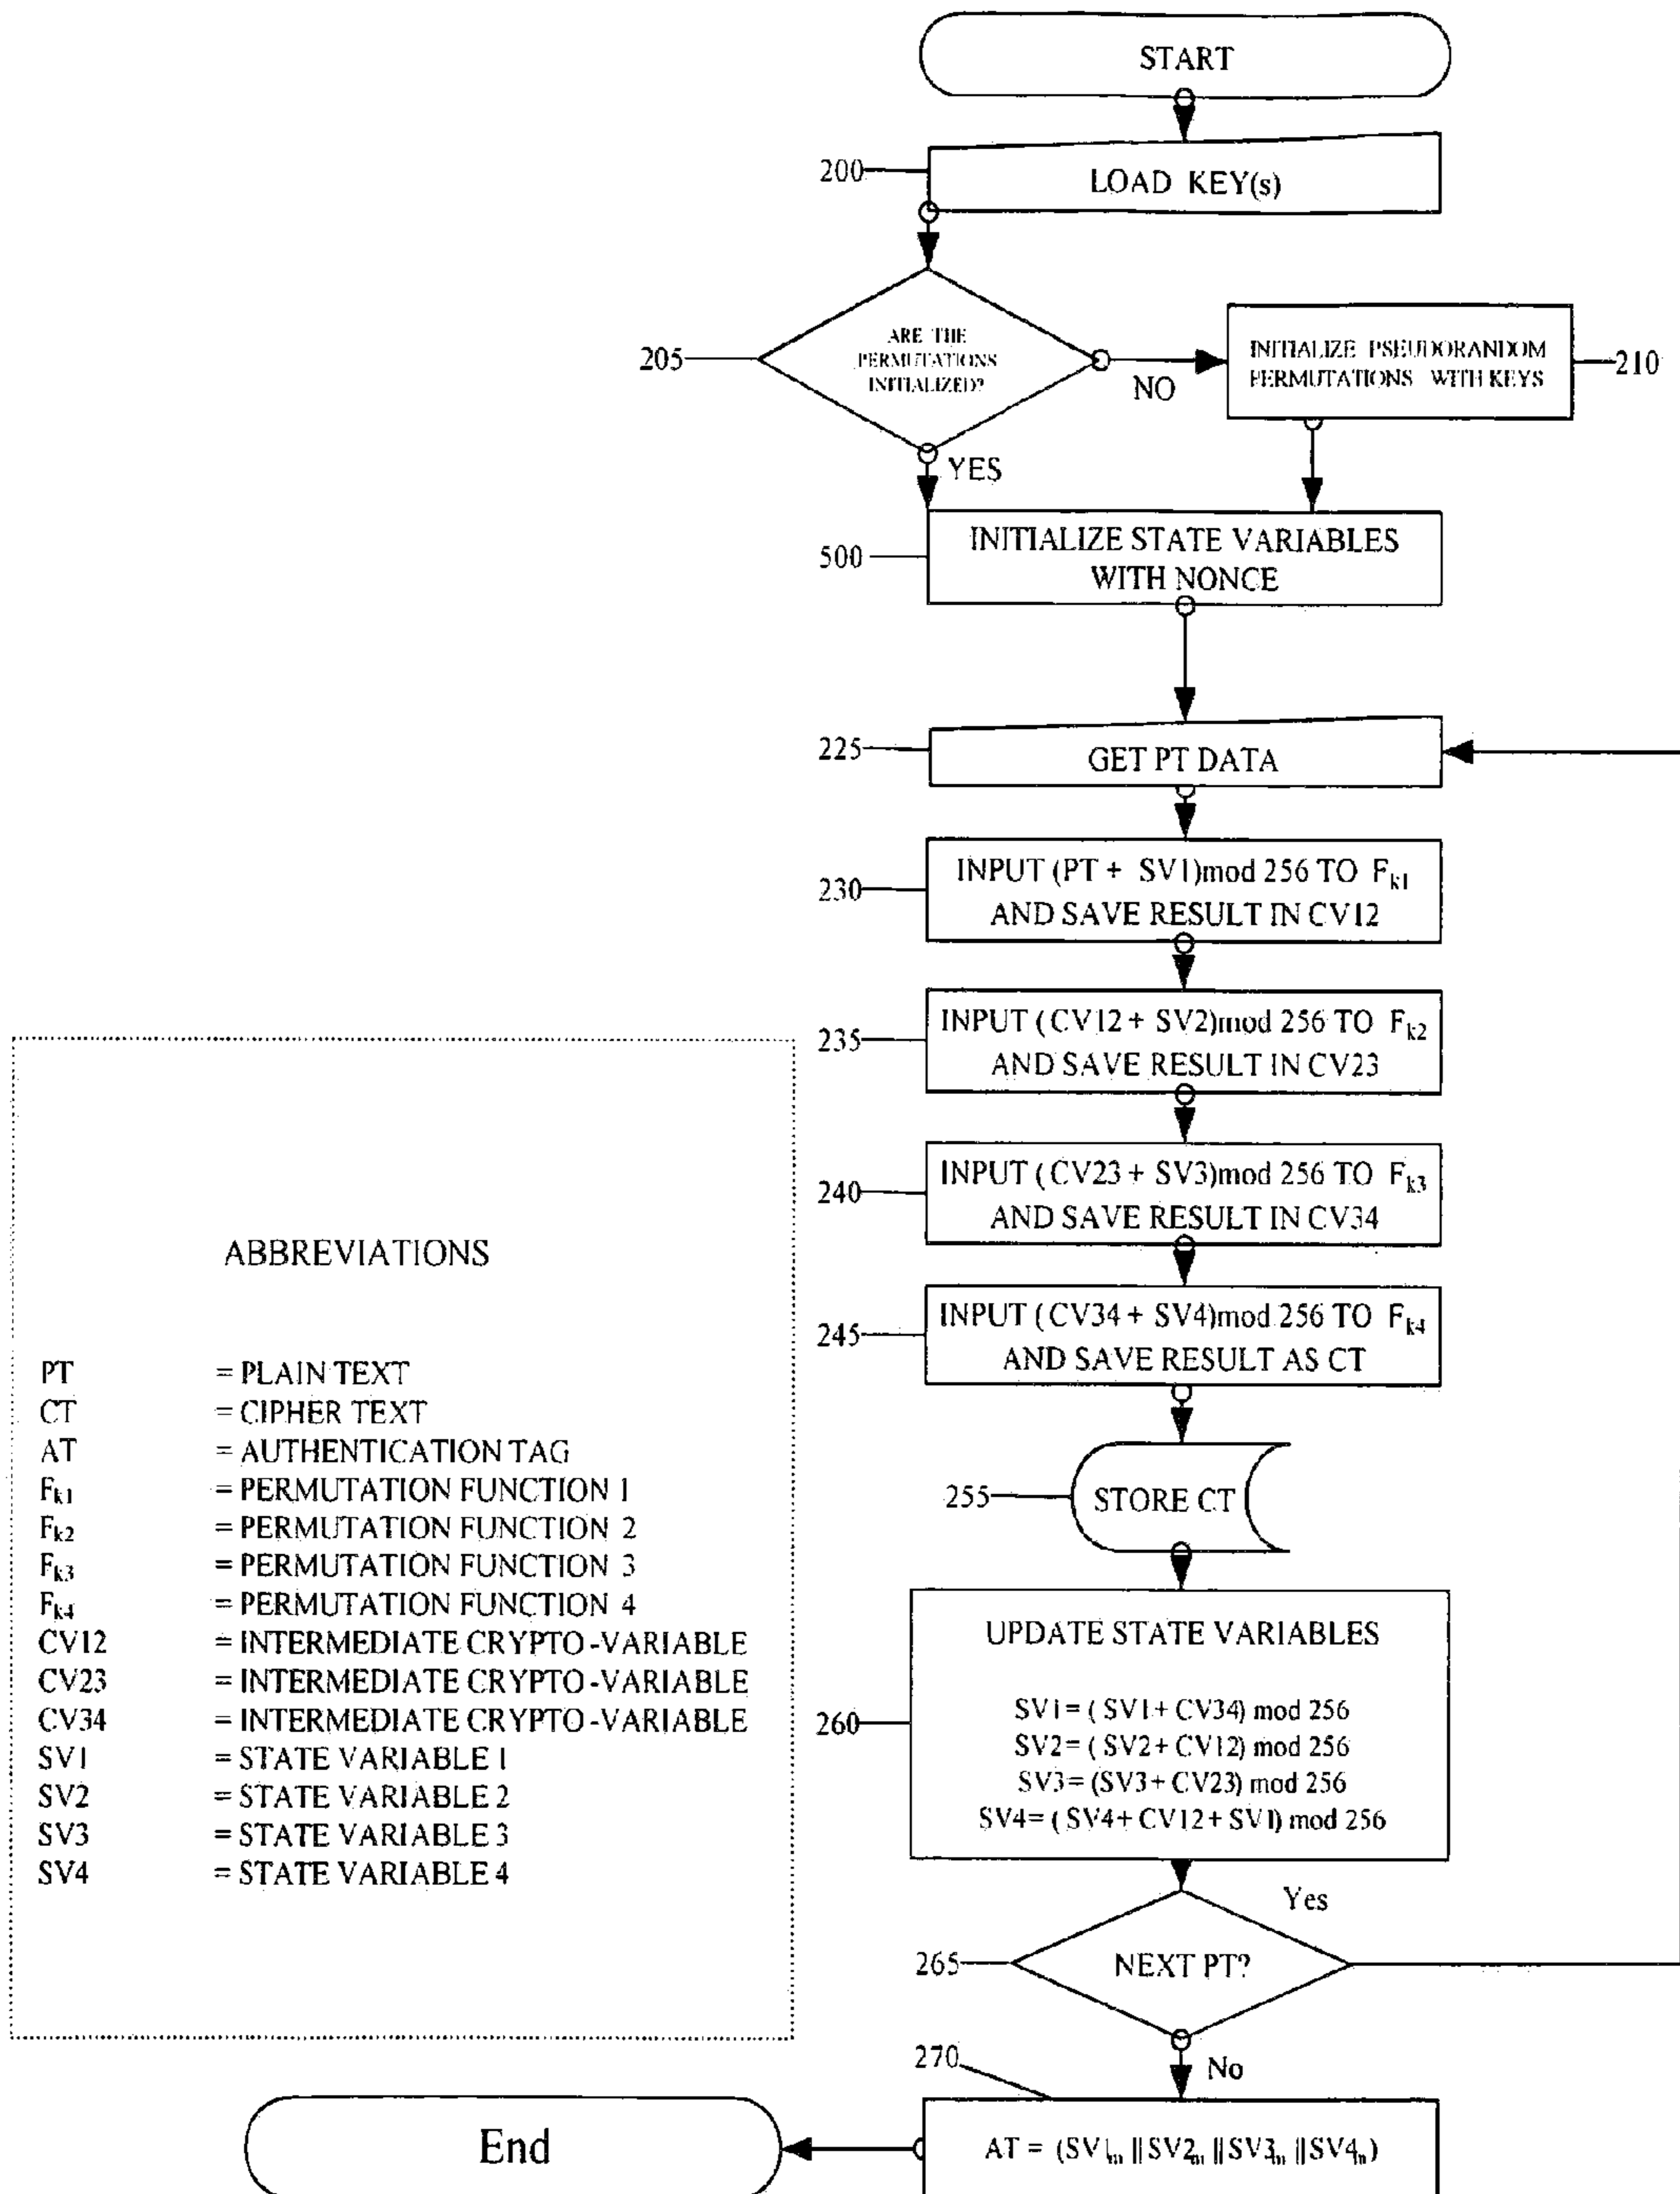 START
200
LOAD KEY(s)
205
ARE THE
PERMUTATIONS
INITIALIZED?
NO
INITIALIZE PSEUDORANDOM
PERMUTATIONS WITH KEYS
210
YES
500
INITIALIZE STATE VARIABLES
WITH NONCE
225
GET PT DATA
230
INPUT (PT + SV1)mod 256 TO Fk1
AND SAVE RESULT IN CV12
235
INPUT (CV12 + SV2)mod 256 TO Fk2
AND SAVE RESULT IN CV23
240
INPUT (CV23 + SV3)mod 256 TO Fk3
AND SAVE RESULT IN CV34
245
INPUT (CV34 + SV4)mod 256 TO Fk4
AND SAVE RESULT AS CT
255
STORE CT
260
UPDATE STATE VARIABLES
SV1= ( SV1+ CV34) mod 256
SV2= ( SV2+ CV12) mod 256
SV3= (SV3+ CV23) mod 256
SV4= ( SV4+ CV12 + SV1) mod 256
Yes
265
NEXT PT?
No
270
AT = (SV1m || SV2m || SV3m || SV4m)
End
ABBREVIATIONS
PT = PLAIN TEXT
CT = CIPHER TEXT
AT = AUTHENTICATION TAG
Fk1 = PERMUTATION FUNCTION 1
Fk2 = PERMUTATION FUNCTION 2
Fk3 = PERMUTATION FUNCTION 3
Fk4 = PERMUTATION FUNCTION 4
CV12 = INTERMEDIATE CRYPTO-VARIABLE
CV23 = INTERMEDIATE CRYPTO-VARIABLE
CV34 = INTERMEDIATE CRYPTO-VARIABLE
SV1 = STATE VARIABLE 1
SV2 = STATE VARIABLE 2
SV3 = STATE VARIABLE 3
SV4 = STATE VARIABLE 4